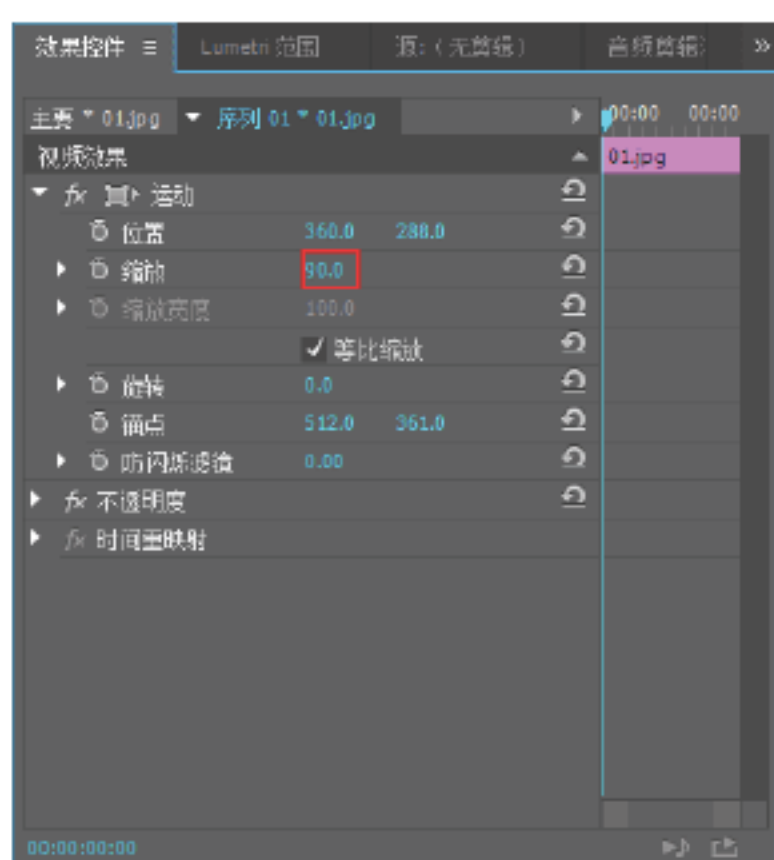 效果控件 ≡ Lumetri 范围 源:（无剪辑） 音频剪辑 »
主要 * 01.jpg 序列 01 * 01.jpg 00:00 00:00
视频效果 01.jpg
fx 运动
位置 360.0 288.0
缩放 90.0
缩放宽度 100.0
✓ 等比缩放
旋转 0.0
锚点 512.0 361.0
防闪烁滤镜 0.00
fx 不透明度
fx 时间重映射
00:00:00:00